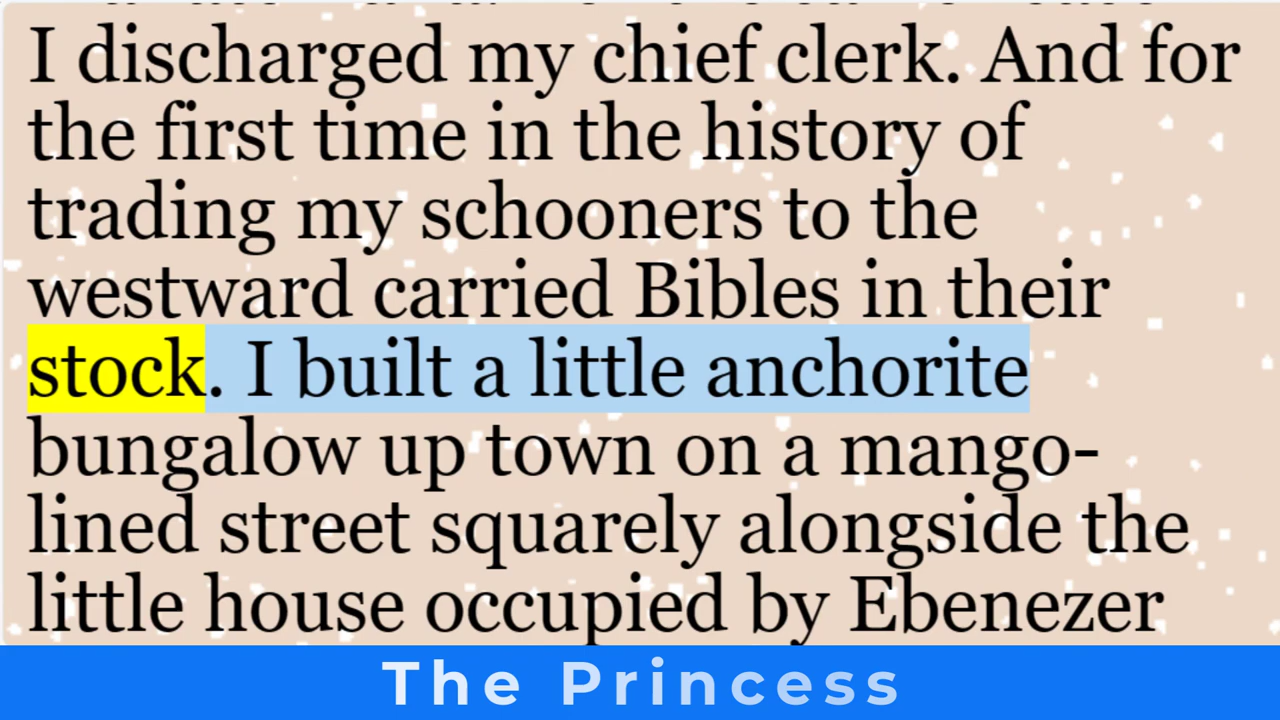 I discharged my chief clerk. And for
the first time in the history of
trading my schooners to the
westward carried Bibles in their
stock. I built a little anchorite
bungalow up town on a mango-
lined street squarely alongside the
little house occupied by Ebenezer
The Princess